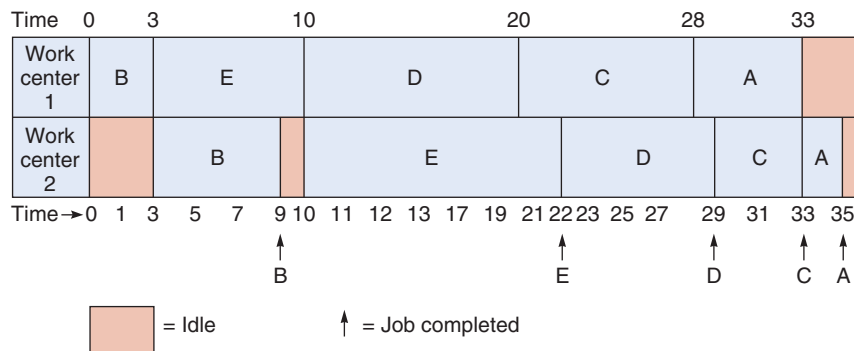 Time 0 3 10 20 28 33
Work
center
1
B E D C A
Work
center
2
B E D C A
Time→0 1 3 5 7 9 10 11 12 13 17 19 21 22 23 25 27 29 31 33 35
B E D C A
= Idle = Job completed